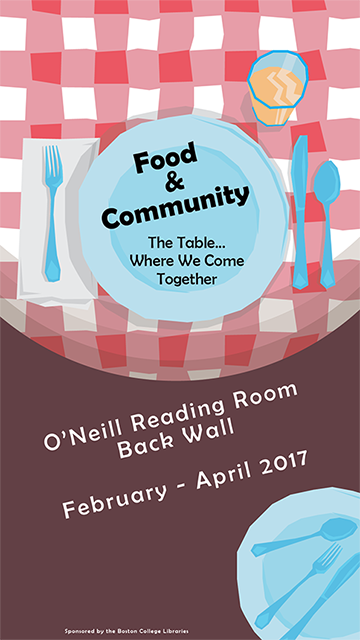 Food
&
Community
The Table...
Where We Come
Together
O'Neill Reading Room
Back Wall
February - April 2017
Sponsored by the Boston College Libraries